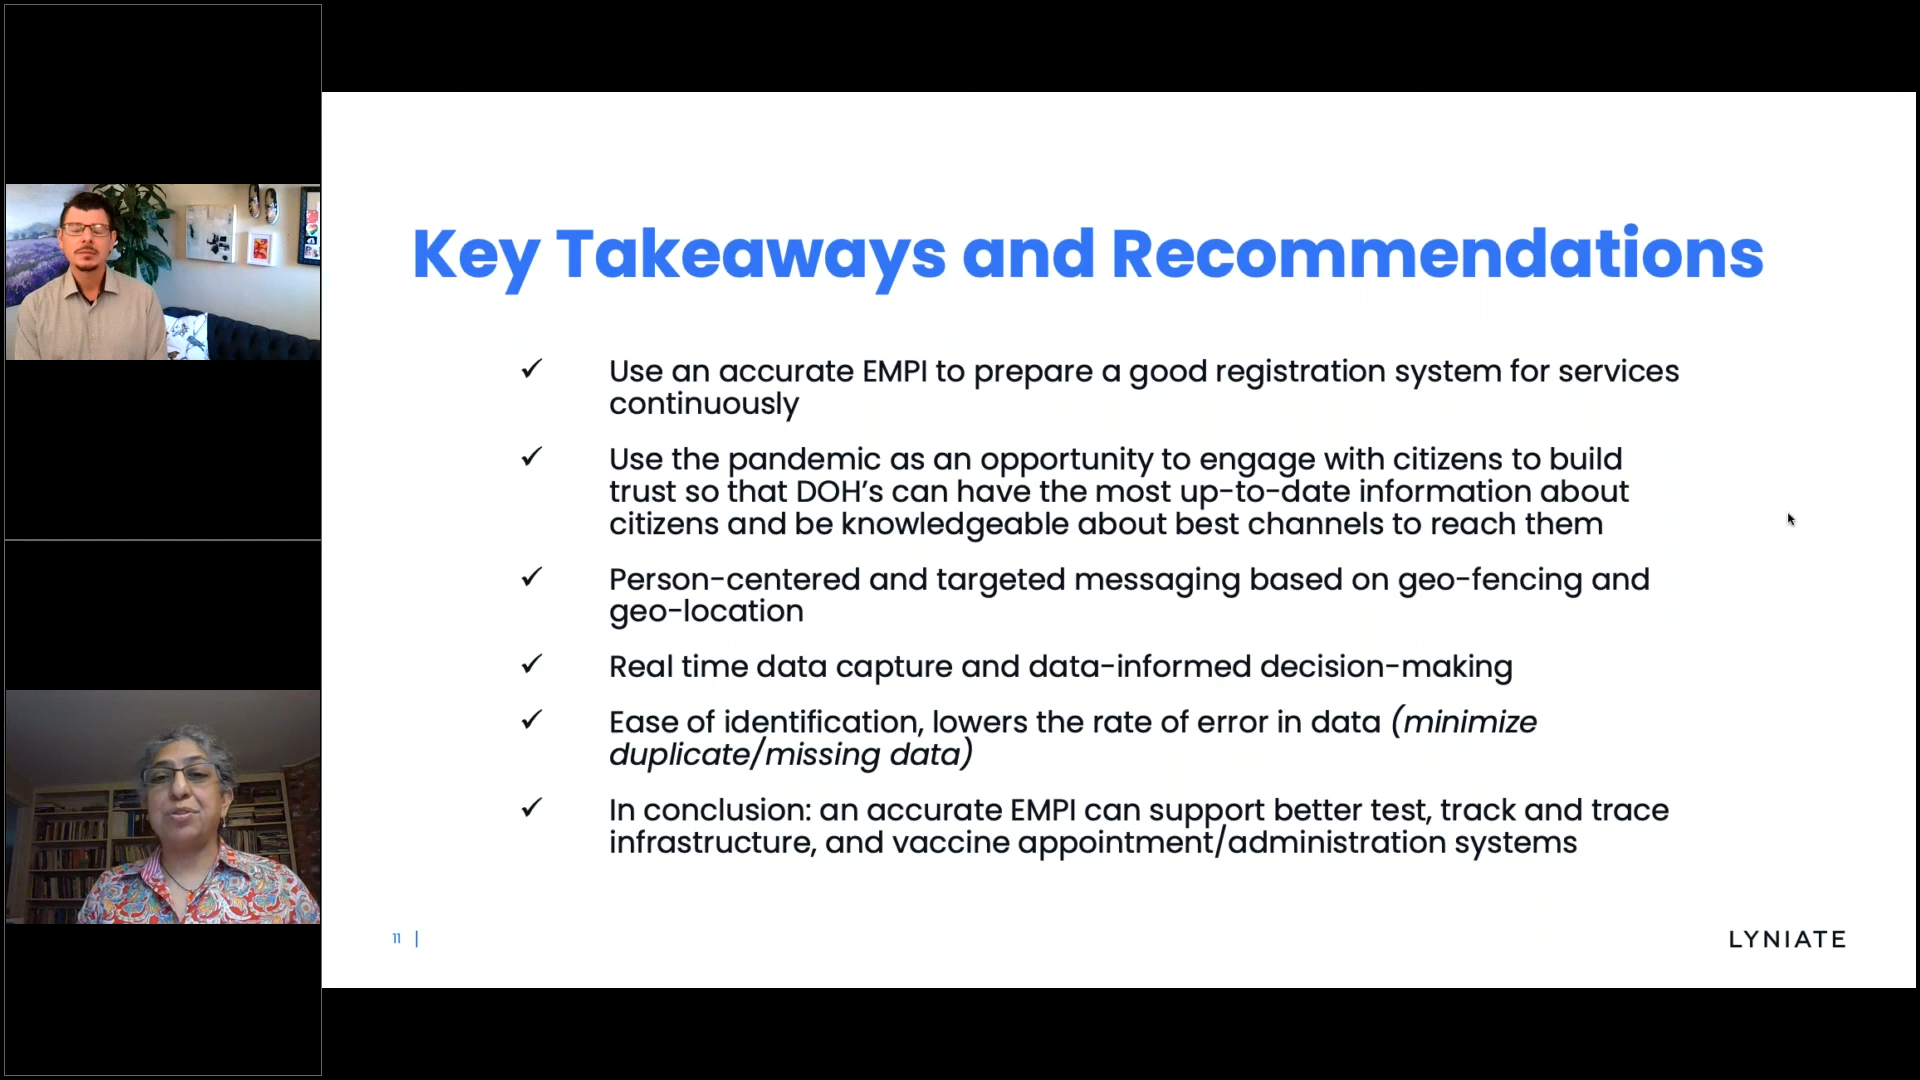 Key Takeaways and Recommendations
✓ Use an accurate EMPI to prepare a good registration system for services
continuously
✓ Use the pandemic as an opportunity to engage with citizens to build
trust so that DOH's can have the most up-to-date information about
citizens and be knowledgeable about best channels to reach them
✓ Person-centered and targeted messaging based on geo-fencing and
geo-location
✓ Real time data capture and data-informed decision-making
✓ Ease of identification, lowers the rate of error in data (minimize
duplicate/missing data)
✓ In conclusion: an accurate EMPI can support better test, track and trace
infrastructure, and vaccine appointment/administration systems
11 |
LYNIATE